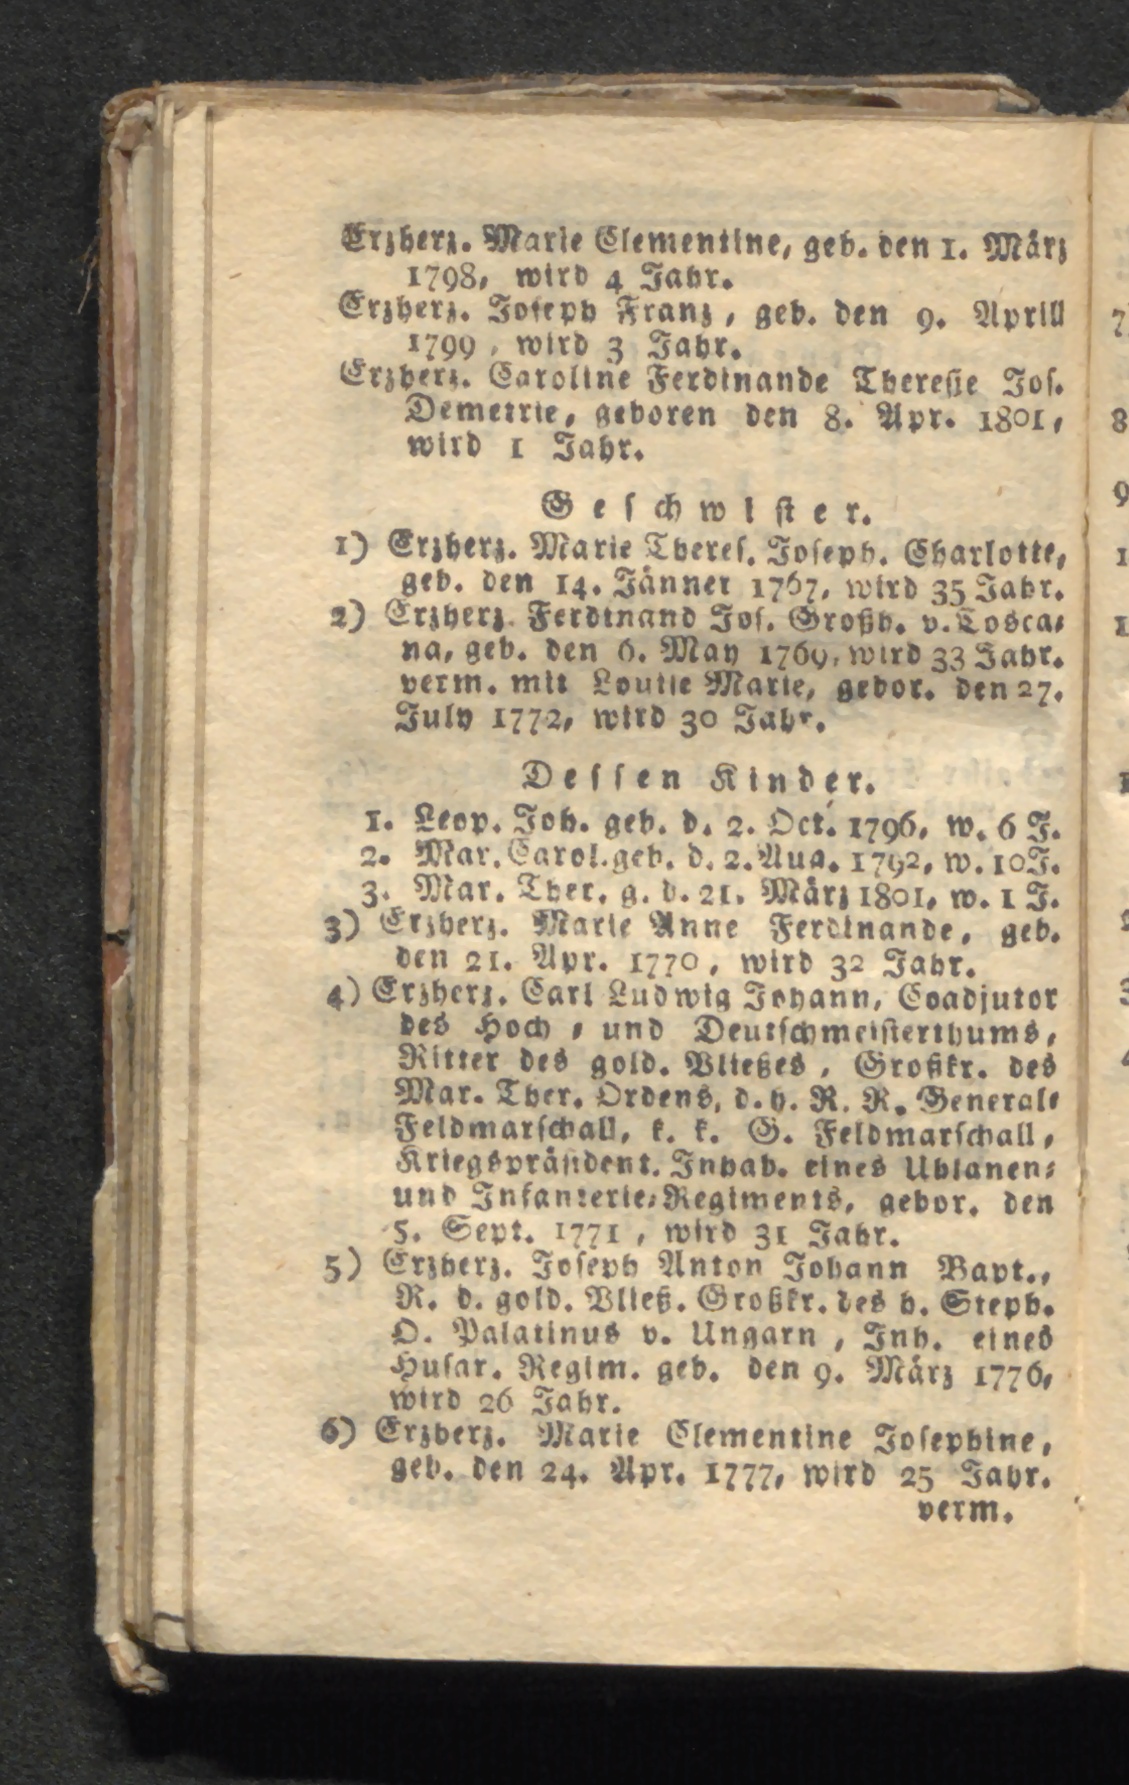 Erzherz. Marie Clementine, geb. den 1. März
1798, wird 4 Jahr.
Erzherz. Joseph Franz, geb. den 9. Aprill
1799, wird 3 Jahr.
Erzherz. Caroline Ferdinande Theresie Jos.
Demetrie, geboren den 8. Apr. 1801,
wird 1 Jahr.
Geschwister.
1) Erzherz. Marie Theres. Joseph. Charlotte,
geb. den 14. Jänner 1767, wird 35 Jahr.
2) Erzherz. Ferdinand Jos. Großh. v. Tosca-
na, geb. den 6. May 1769, wird 33 Jahr.
verm. mit Louise Marie, gebor. den 27.
July 1772, wird 30 Jahr.
Dessen Kinder.
1. Leop. Joh. geb. d. 2. Oct. 1796, w. 6 J.
2. Mar. Carol. geb. d. 2. Aug. 1792, w. 10 J.
3. Mar. Ther. g. d. 21. März 1801, w. 1 J.
3) Erzherz. Marie Anne Ferdinande, geb.
den 21. Apr. 1770, wird 32 Jahr.
4) Erzherz. Carl Ludwig Johann, Coadjutor
des Hoch- und Deutschmeisterthums,
Ritter des gold. Vließes, Großkr. des
Mar. Ther. Ordens, d. h. R. R. General-
Feldmarschall, k. k. G. Feldmarschall,
Kriegspräsident. Inhab. eines Uhlanen-
und Infanterie-Regiments, gebor. den
5. Sept. 1771, wird 31 Jahr.
5) Erzherz. Joseph Anton Johann Bapt.,
R. d. gold. Vließ. Großkr. des h. Steph.
O. Palatinus v. Ungarn, Inh. eines
Husar. Regim. geb. den 9. März 1776,
wird 26 Jahr.
6) Erzherz. Marie Clementine Josephine,
geb. den 24. Apr. 1777, wird 25 Jahr.
verm.